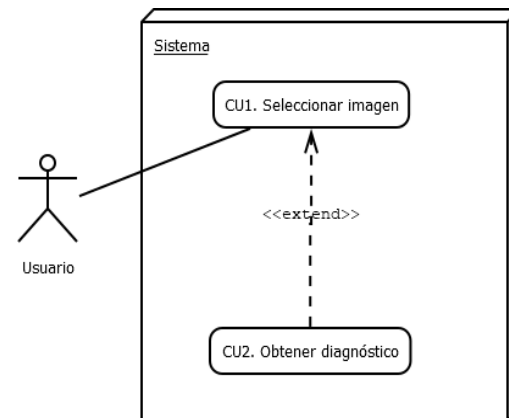 Sistema
CU1. Seleccionar imagen
<<extend>>
Usuario
CU2. Obtener diagnóstico